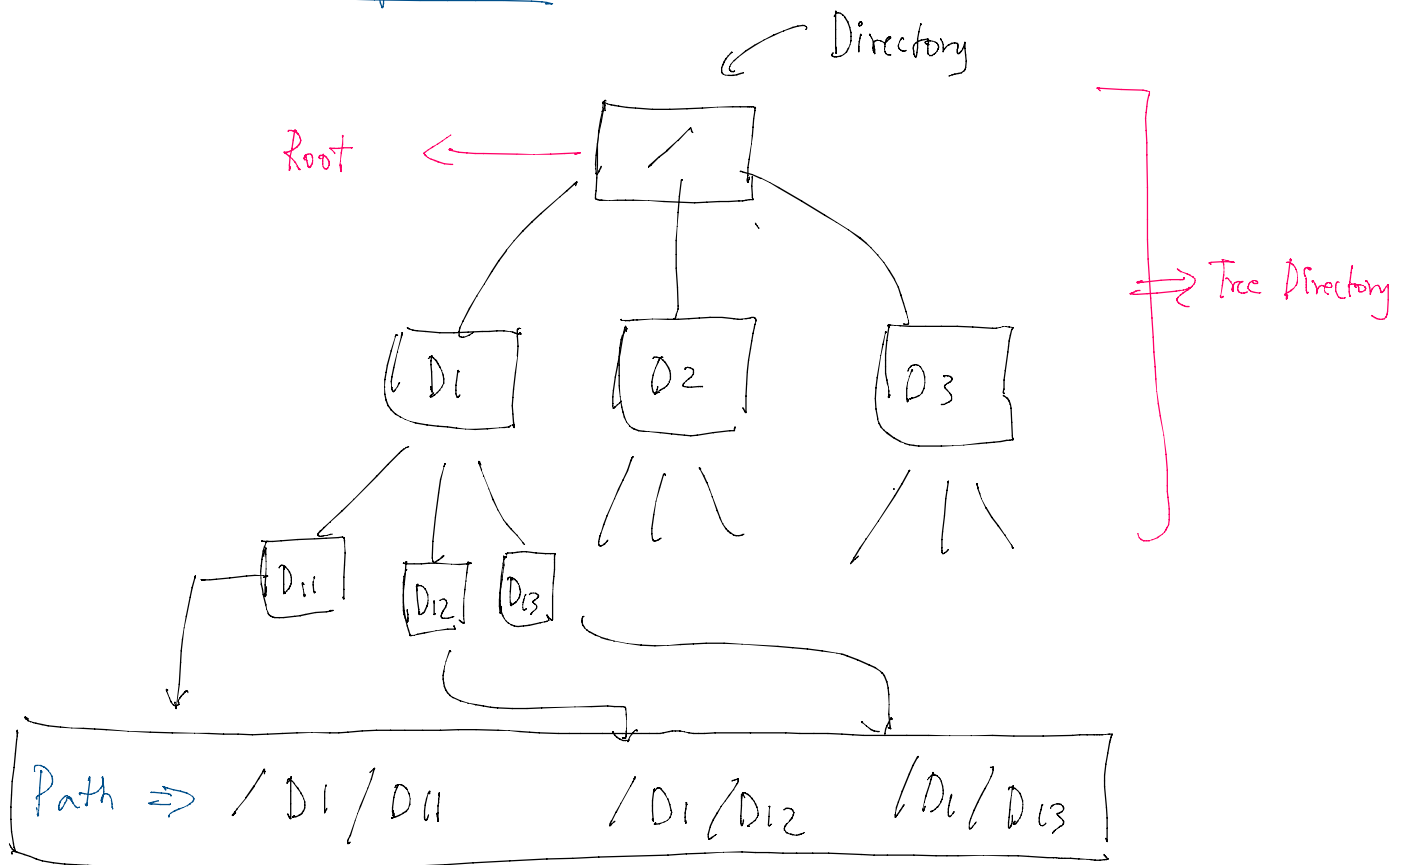 Directory
/
Root
Tree Directory
D1
D2
D3
D11
D12
D13
Path => /D1/D11 /D1/D12 /D1/D13